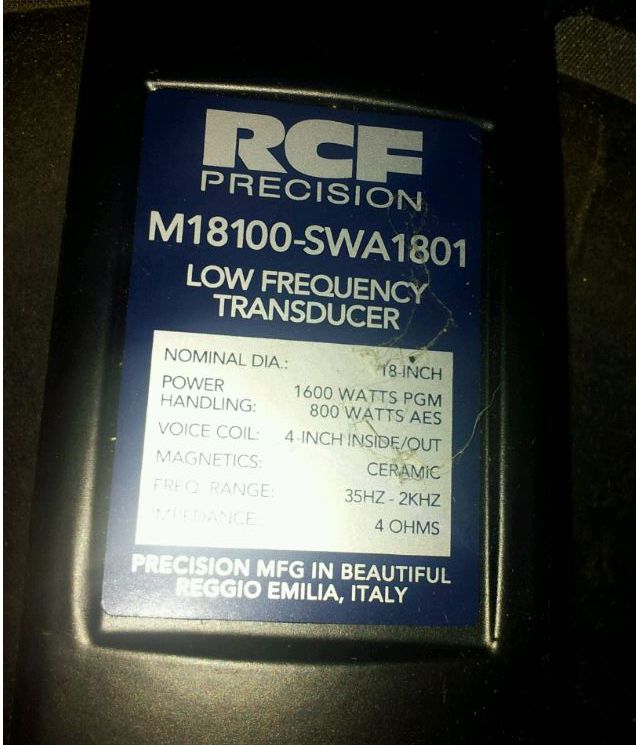 RCF
PRECISION
M18100-SWA1801
LOW FREQUENCY
TRANSDUCER
NOMINAL DIA.: 18-INCH
POWER HANDLING: 1600 WATTS PGM
800 WATTS AES
VOICE COIL: 4-INCH INSIDE/OUT
MAGNETICS: CERAMIC
FREQ. RANGE: 35HZ - 2KHZ
IMPEDANCE: 4 OHMS
PRECISION MFG IN BEAUTIFUL
REGGIO EMILIA, ITALY